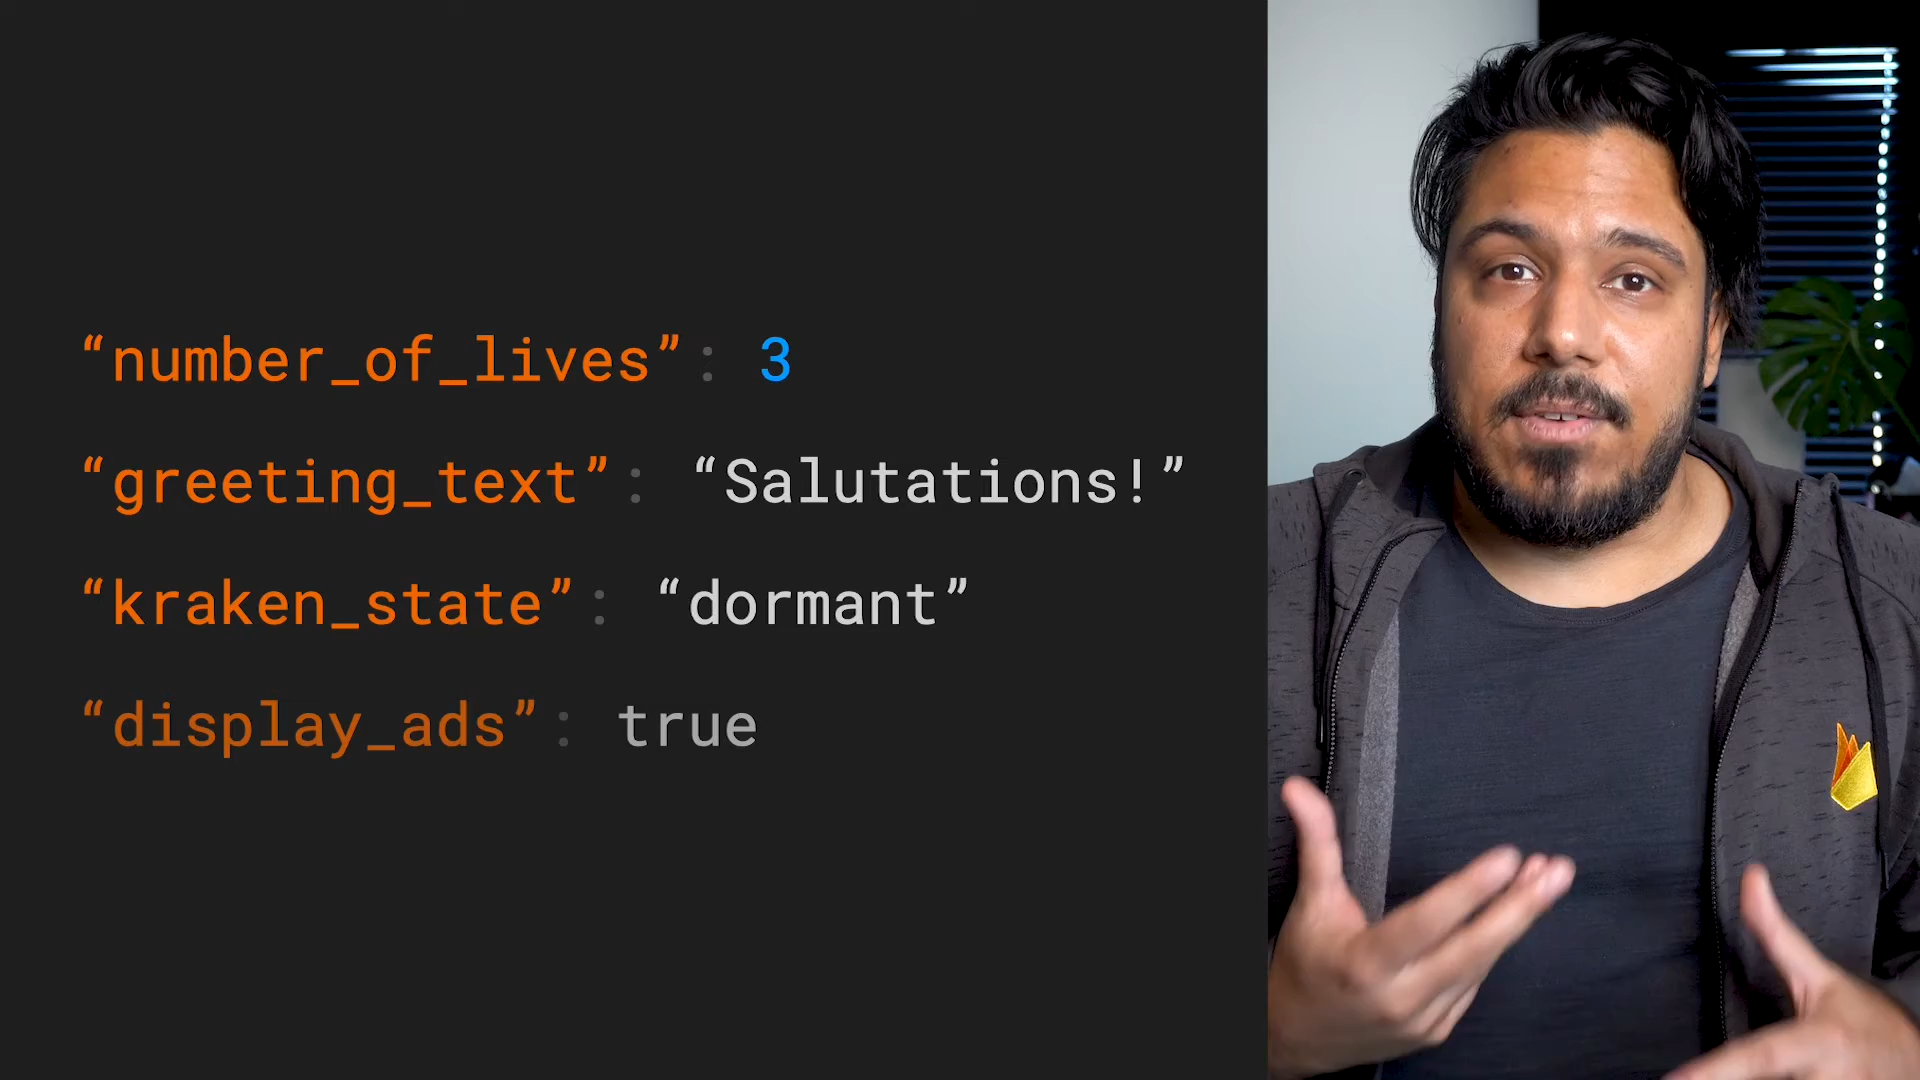 “number_of_lives”: 3
“greeting_text”: “Salutations!”
“kraken_state”: “dormant”
“display_ads”: true